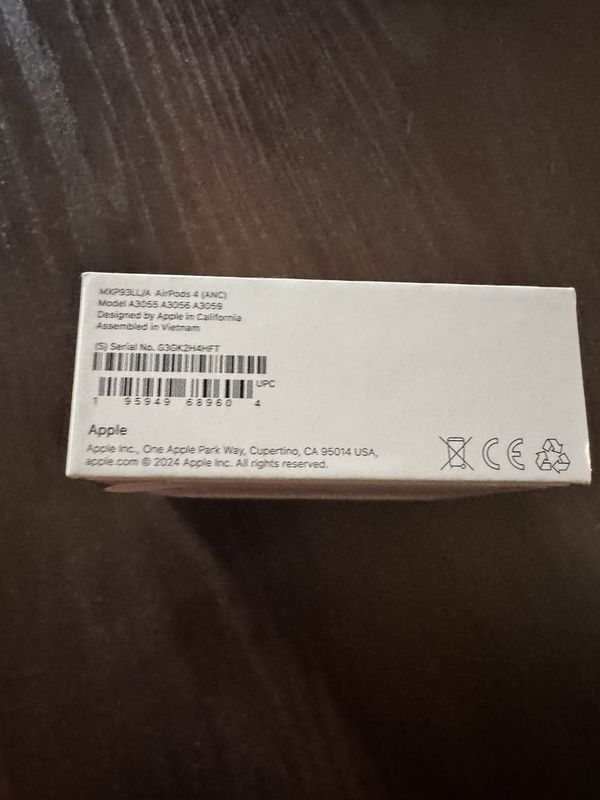 MXP93LL/A AirPods 4 (ANC)
Model A3055 A3056 A3059
Designed by Apple in California
Assembled in Vietnam
(S) Serial No. G3GK2H4HFT
UPC
1 95949 68960 4
Apple
Apple Inc., One Apple Park Way, Cupertino, CA 95014 USA,
apple.com © 2024 Apple Inc. All rights reserved.
CE